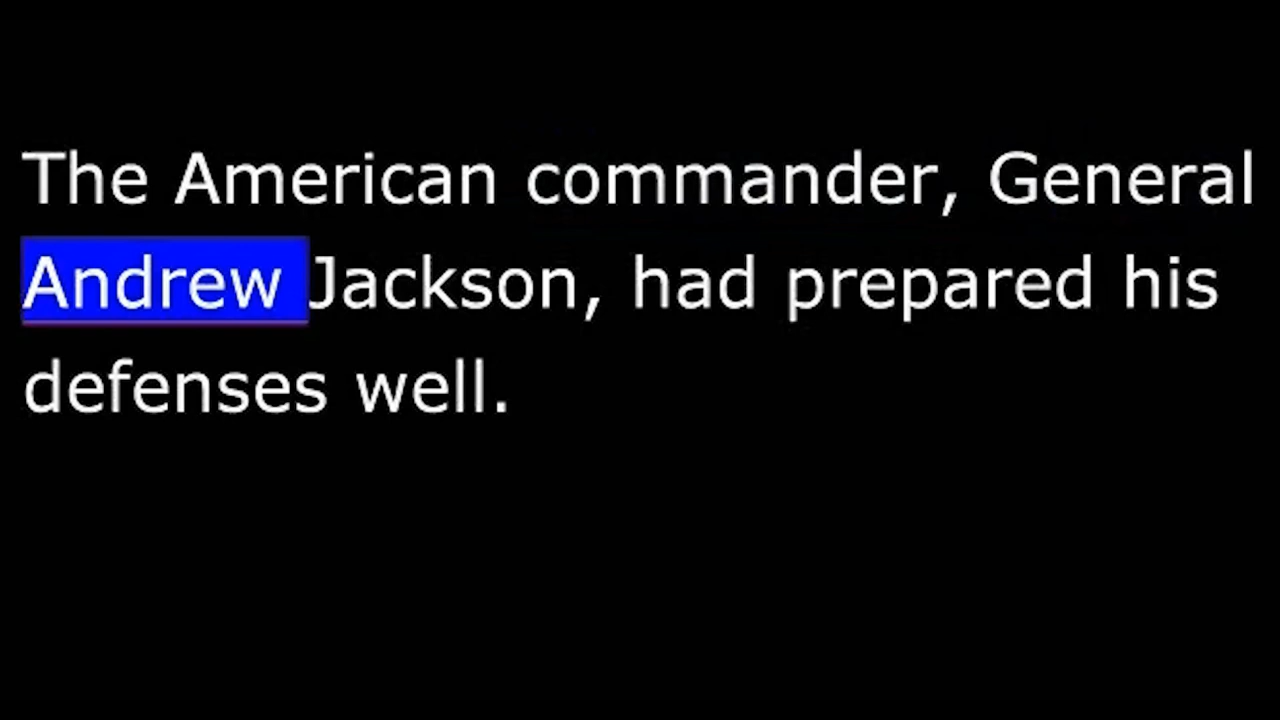 The American commander, General
Andrew Jackson, had prepared his
defenses well.